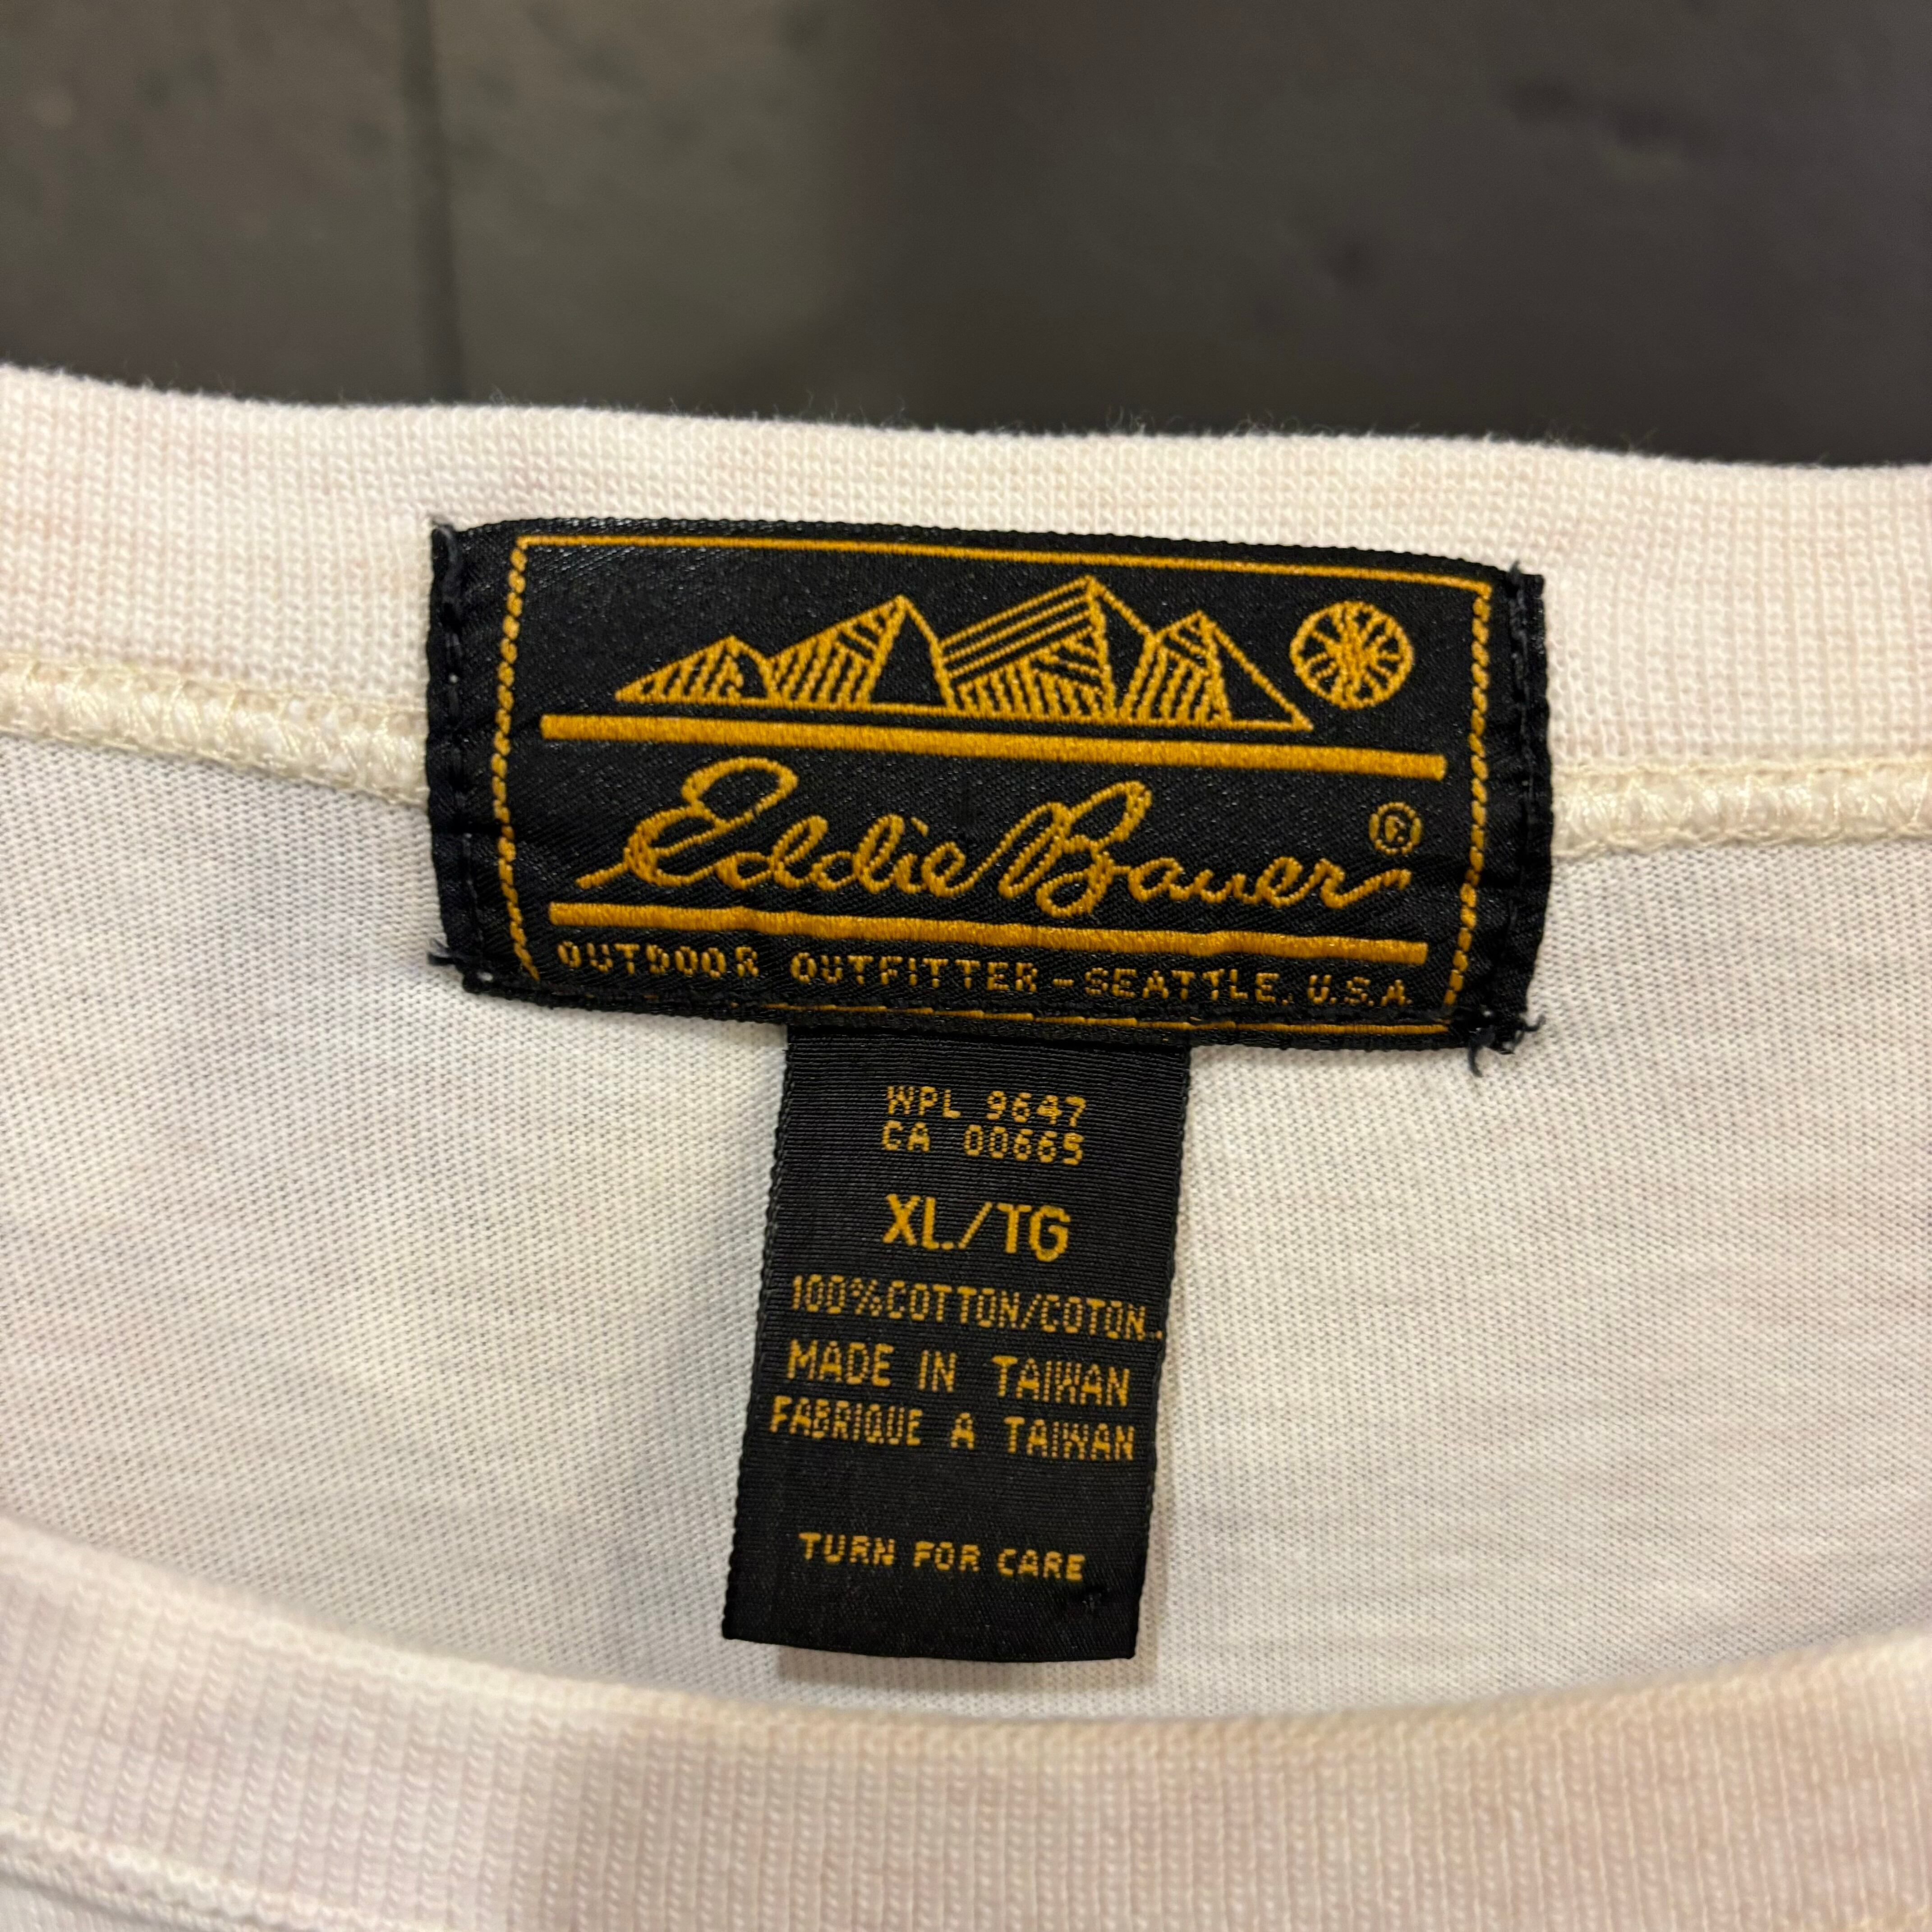 Eddie Bauer ©
OUTDOOR OUTFITTER - SEATTLE, U.S.A.
WPL 9647
CA 00665
XL/TG
100%COTTON/COTON
MADE IN TAIWAN
FABRIQUE A TAIWAN
TURN FOR CARE